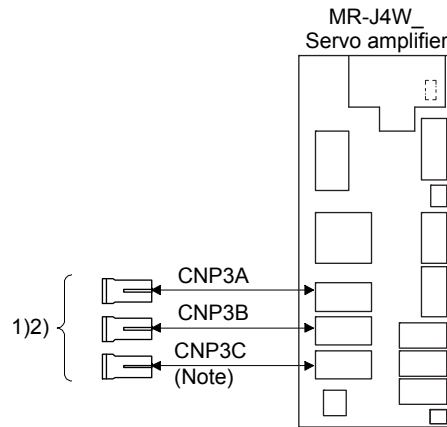 MR-J4W_
Servo amplifier
CNP3A
CNP3B
1)2)
CNP3C
(Note)